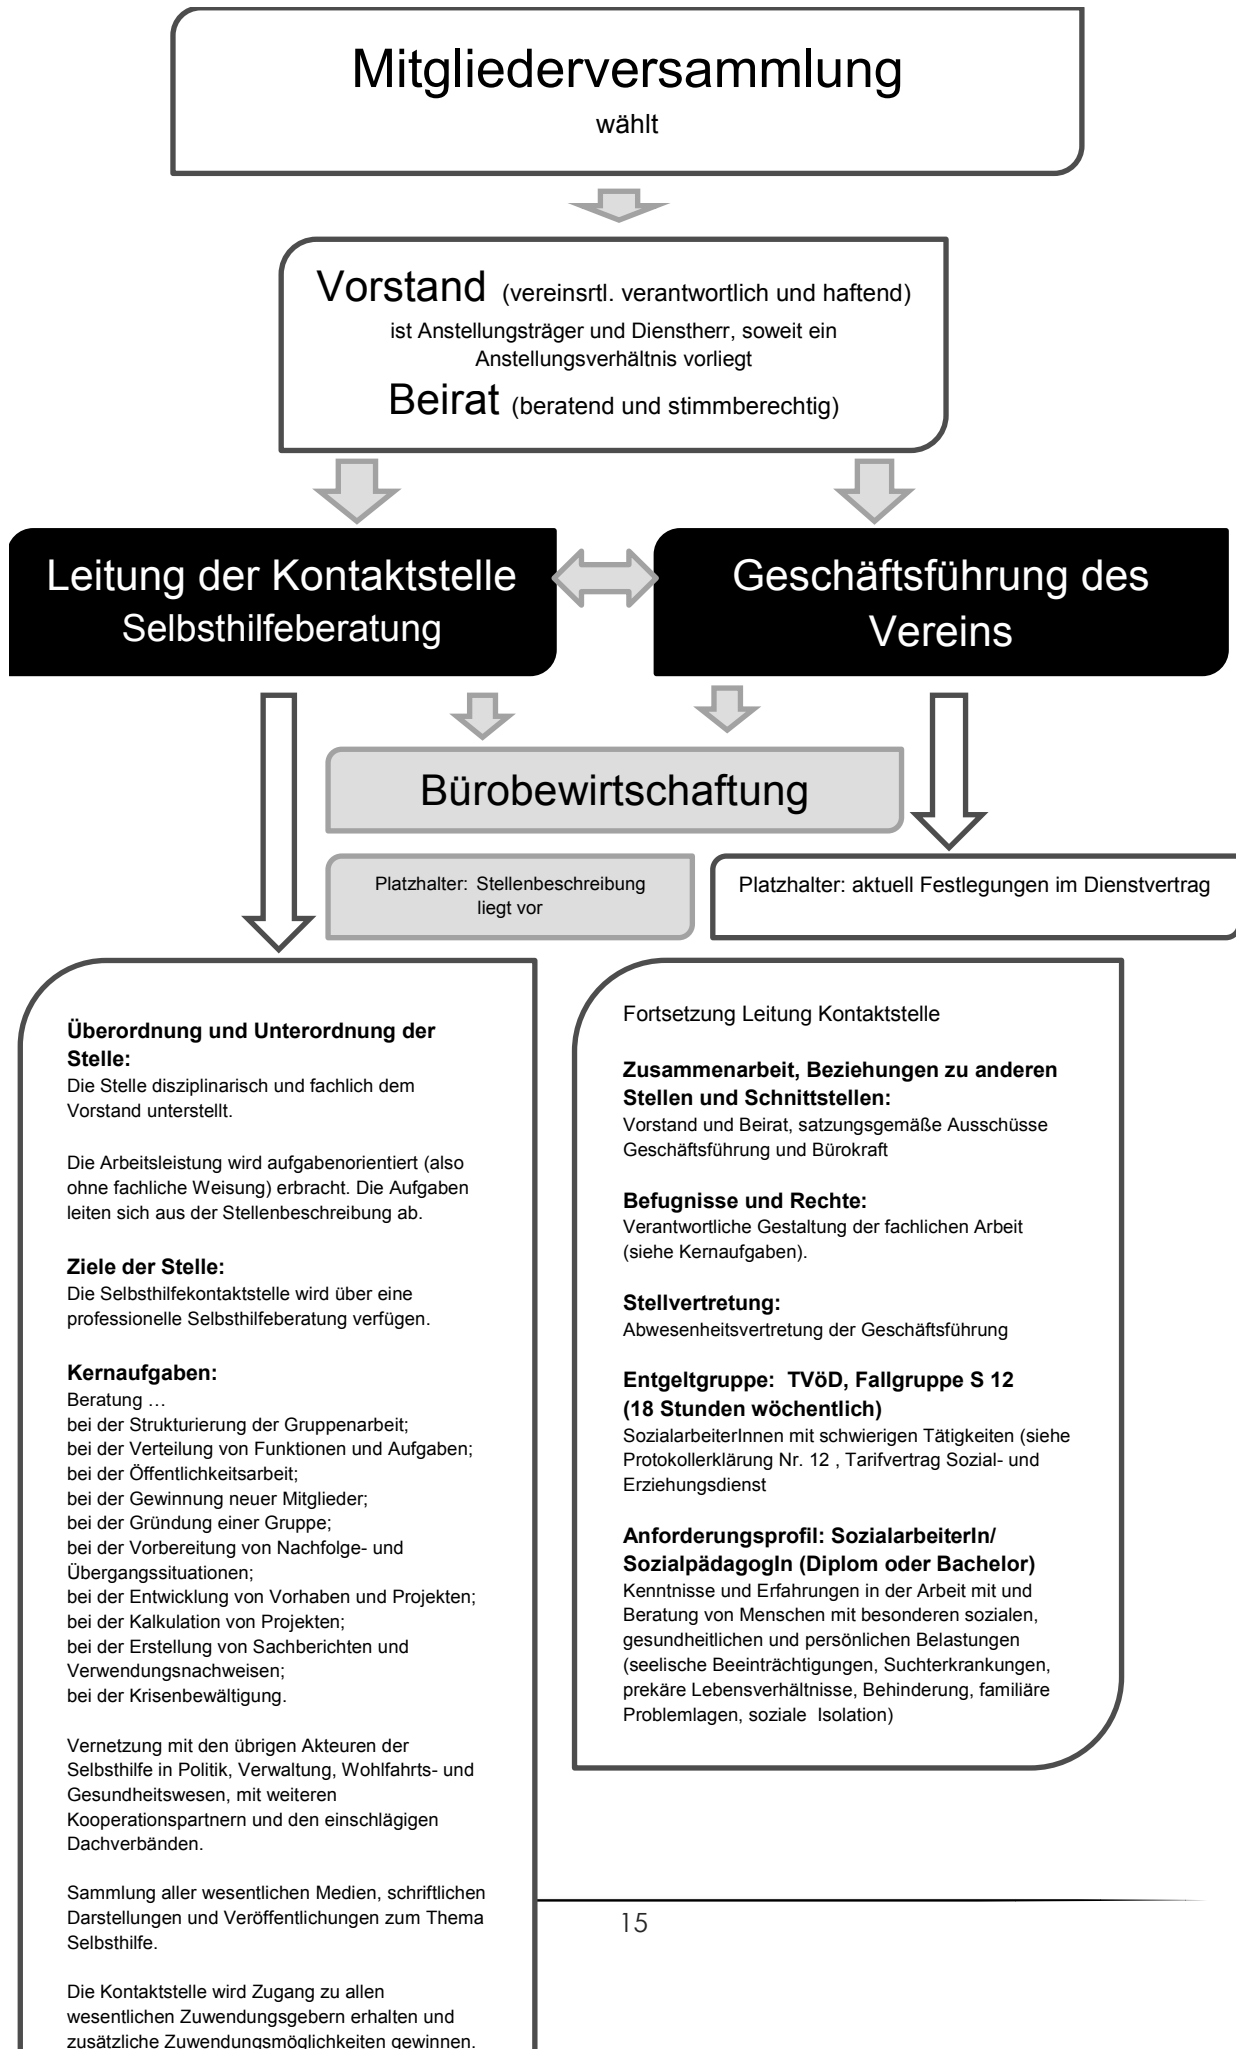 Mitgliederversammlung
wählt
Vorstand (vereinsrtl. verantwortlich und haftend)
ist Anstellungsträger und Dienstherr, soweit ein
Anstellungsverhältnis vorliegt
Beirat (beratend und stimmberechtig)
Leitung der Kontaktstelle
Selbsthilfeberatung
Geschäftsführung des
Vereins
Bürobewirtschaftung
Platzhalter: Stellenbeschreibung
liegt vor
Platzhalter: aktuell Festlegungen im Dienstvertrag
Überordnung und Unterordnung der
Stelle:
Die Stelle disziplinarisch und fachlich dem
Vorstand unterstellt.
Die Arbeitsleistung wird aufgabenorientiert (also
ohne fachliche Weisung) erbracht. Die Aufgaben
leiten sich aus der Stellenbeschreibung ab.
Ziele der Stelle:
Die Selbsthilfekontaktstelle wird über eine
professionelle Selbsthilfeberatung verfügen.
Kernaufgaben:
Beratung …
bei der Strukturierung der Gruppenarbeit;
bei der Verteilung von Funktionen und Aufgaben;
bei der Öffentlichkeitsarbeit;
bei der Gewinnung neuer Mitglieder;
bei der Gründung einer Gruppe;
bei der Vorbereitung von Nachfolge- und
Übergangssituationen;
bei der Entwicklung von Vorhaben und Projekten;
bei der Kalkulation von Projekten;
bei der Erstellung von Sachberichten und
Verwendungsnachweisen;
bei der Krisenbewältigung.
Vernetzung mit den übrigen Akteuren der
Selbsthilfe in Politik, Verwaltung, Wohlfahrts- und
Gesundheitswesen, mit weiteren
Kooperationspartnern und den einschlägigen
Dachverbänden.
Sammlung aller wesentlichen Medien, schriftlichen
Darstellungen und Veröffentlichungen zum Thema
Selbsthilfe.
Die Kontaktstelle wird Zugang zu allen
wesentlichen Zuwendungsgebern erhalten und
zusätzliche Zuwendungsmöglichkeiten gewinnen.
Fortsetzung Leitung Kontaktstelle
Zusammenarbeit, Beziehungen zu anderen
Stellen und Schnittstellen:
Vorstand und Beirat, satzungsgemäße Ausschüsse
Geschäftsführung und Bürokraft
Befugnisse und Rechte:
Verantwortliche Gestaltung der fachlichen Arbeit
(siehe Kernaufgaben).
Stellvertretung:
Abwesenheitsvertretung der Geschäftsführung
Entgeltgruppe: TVöD, Fallgruppe S 12
(18 Stunden wöchentlich)
SozialarbeiterInnen mit schwierigen Tätigkeiten (siehe
Protokollerklärung Nr. 12 , Tarifvertrag Sozial- und
Erziehungsdienst
Anforderungsprofil: SozialarbeiterIn/
SozialpädagogIn (Diplom oder Bachelor)
Kenntnisse und Erfahrungen in der Arbeit mit und
Beratung von Menschen mit besonderen sozialen,
gesundheitlichen und persönlichen Belastungen
(seelische Beeinträchtigungen, Suchterkrankungen,
prekäre Lebensverhältnisse, Behinderung, familiäre
Problemlagen, soziale Isolation)
15